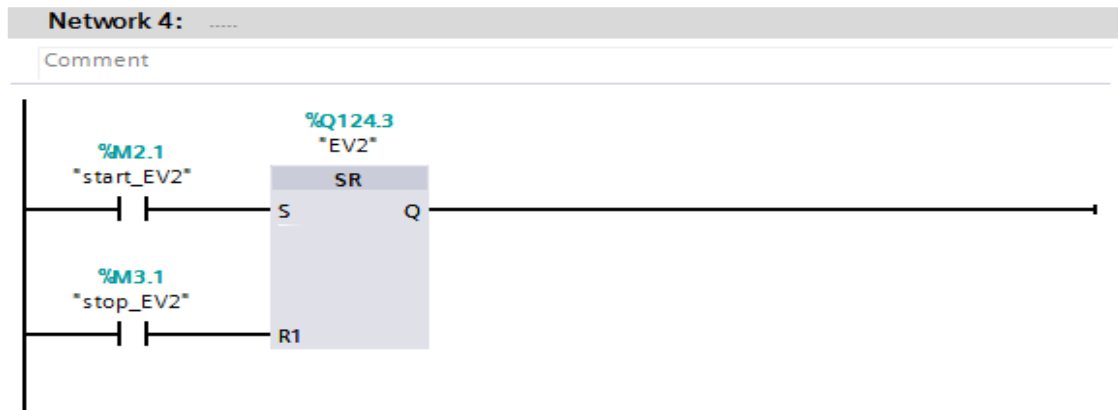 Network 4: .....
Comment
%Q124.3
"EV2"
%M2.1
"start_EV2"
SR
S Q
%M3.1
"stop_EV2"
R1